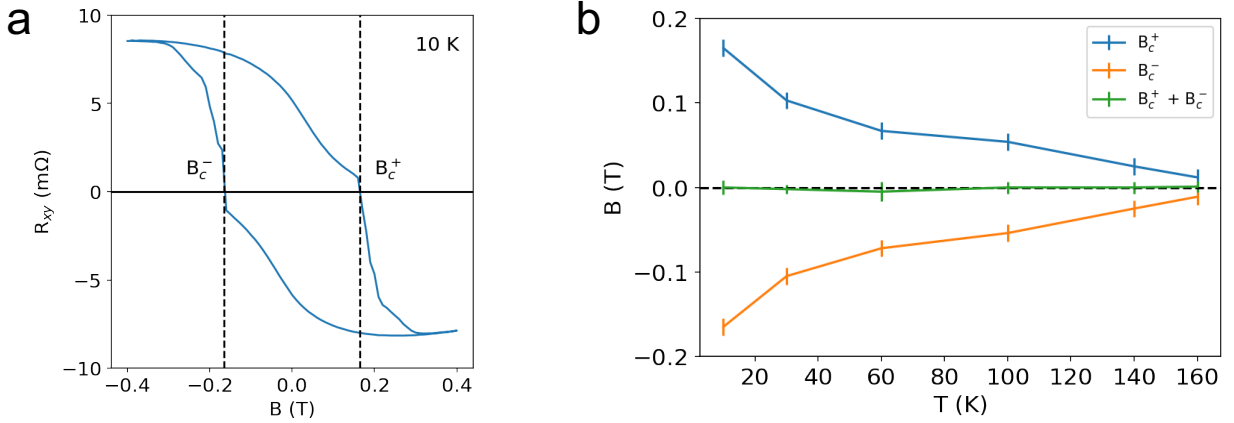 a
10 K
10
5
0
−5
−10
R_xy (mΩ)
B_c^−
B_c^+
−0.4 −0.2 0.0 0.2 0.4
B (T)
b
0.2
0.1
0.0
−0.1
−0.2
B (T)
B_c^+
B_c^−
B_c^+ + B_c^−
20 40 60 80 100 120 140 160
T (K)